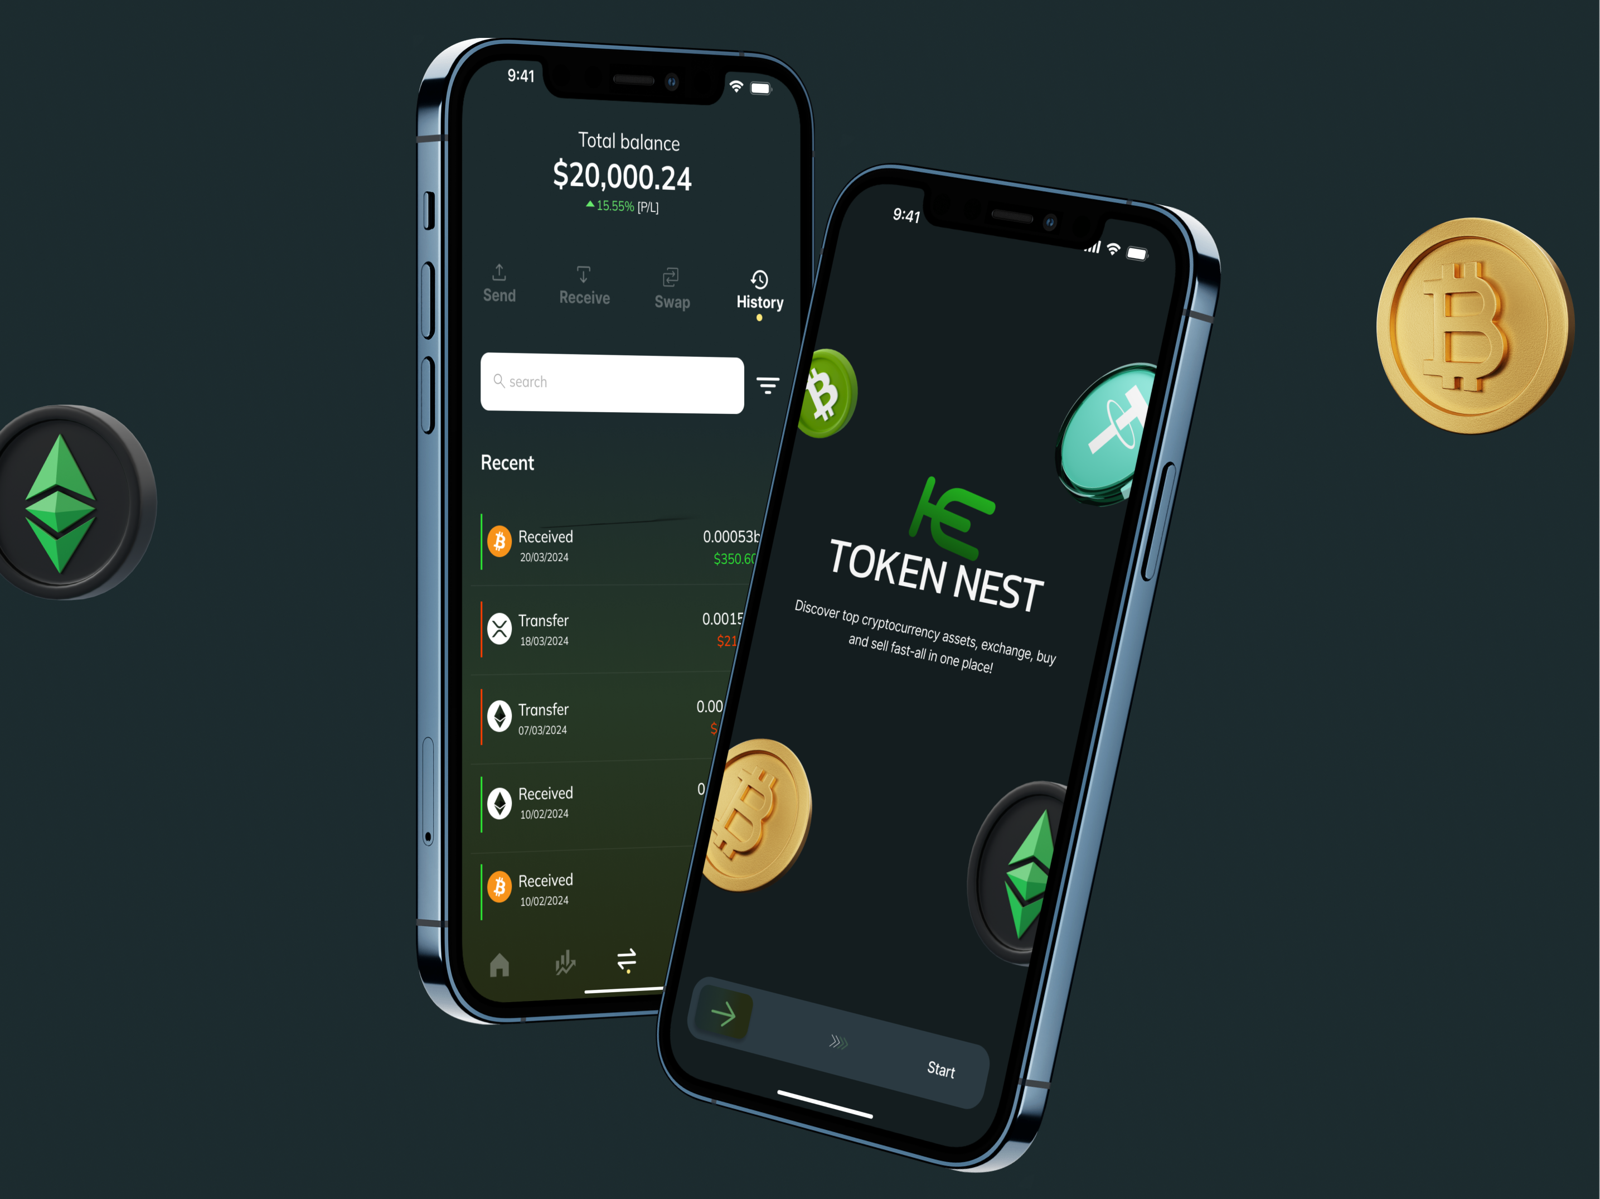 9:41
Total balance
$20,000.24
15.55% [P/L]
Send
Receive
Swap
History
search
Recent
Received
20/03/2024
0.00053
$350.60
Transfer
18/03/2024
0.0015
$21
Transfer
07/03/2024
0.00
$
Received
10/02/2024
0
Received
10/02/2024
9:41
TOKEN NEST
Discover top cryptocurrency assets, exchange, buy
and sell fast-all in one place!
Start